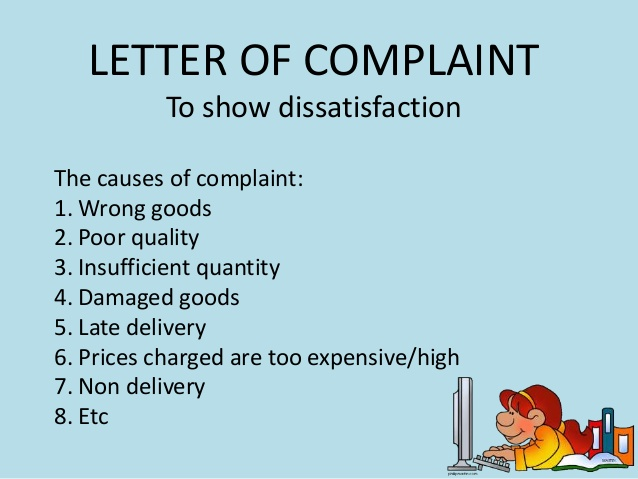 LETTER OF COMPLAINT
To show dissatisfaction
The causes of complaint:
1. Wrong goods
2. Poor quality
3. Insufficient quantity
4. Damaged goods
5. Late delivery
6. Prices charged are too expensive/high
7. Non delivery
8. Etc